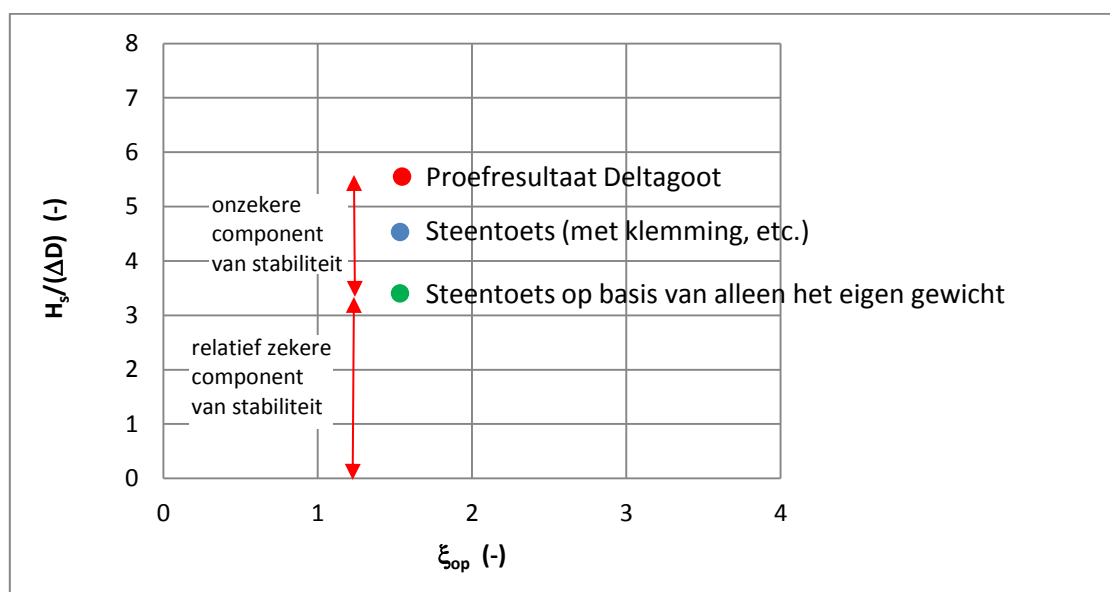 8
7
6
5
4
3
2
1
0
H_s/(ΔD) (-)
Proefresultaat Deltagoot
onzekere
component
van stabiliteit
Steentoets (met klemming, etc.)
Steentoets op basis van alleen het eigen gewicht
relatief zekere
component
van stabiliteit
0 1 2 3 4
ξ_op (-)